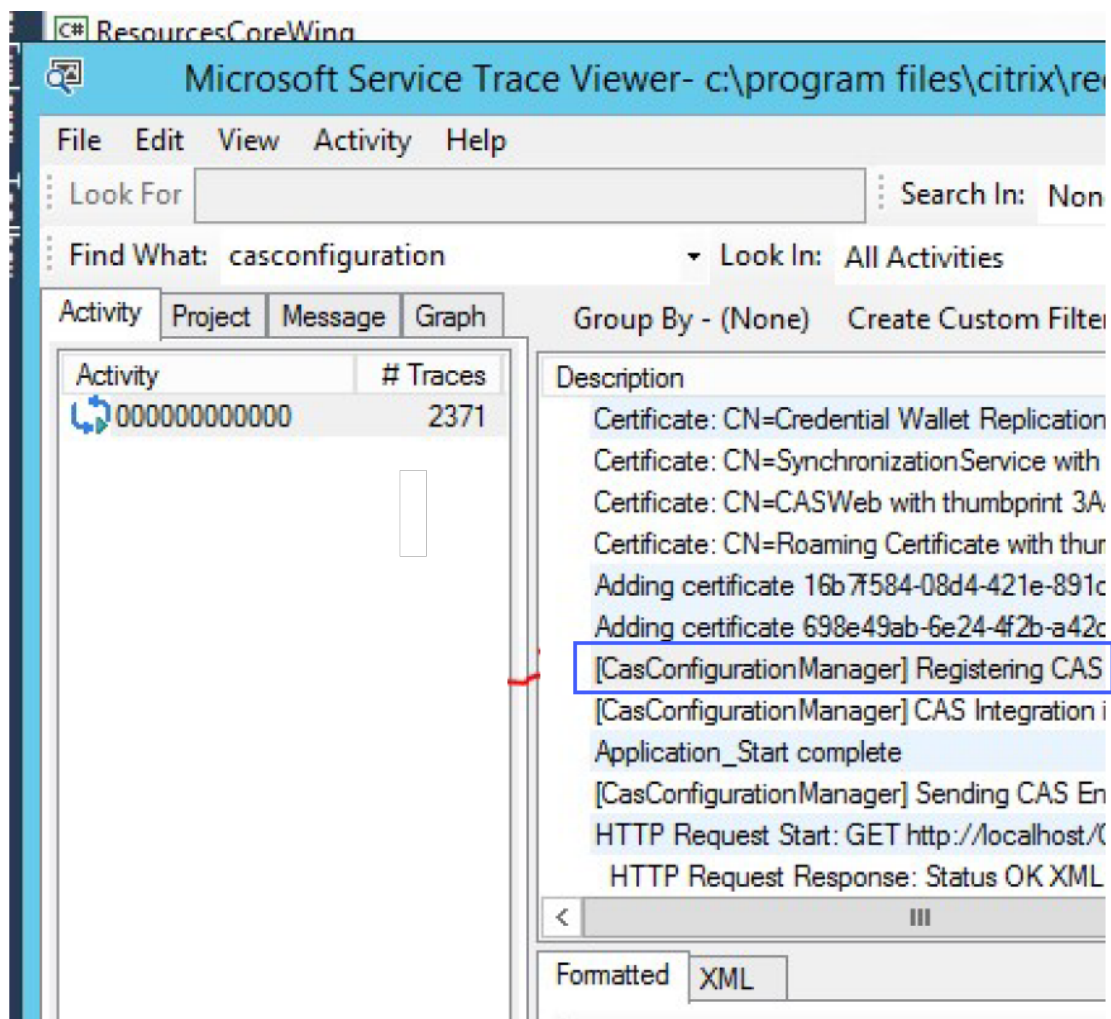 C# ResourcesCoreWing
Microsoft Service Trace Viewer- c:\program files\citrix\re
File Edit View Activity Help
Look For Search In: Non
Find What: casconfiguration Look In: All Activities
Activity Project Message Graph Group By - (None) Create Custom Filter
Activity # Traces
000000000000 2371
Description
Certificate: CN=Credential Wallet Replication
Certificate: CN=SynchronizationService with
Certificate: CN=CASWeb with thumbprint 3A
Certificate: CN=Roaming Certificate with thum
Adding certificate 16b7f584-08d4-421e-891c
Adding certificate 698e49ab-6e24-4f2b-a42c
[CasConfigurationManager] Registering CAS
[CasConfigurationManager] CAS Integration i
Application_Start complete
[CasConfigurationManager] Sending CAS En
HTTP Request Start: GET http://localhost/
HTTP Request Response: Status OK XML
Formatted XML